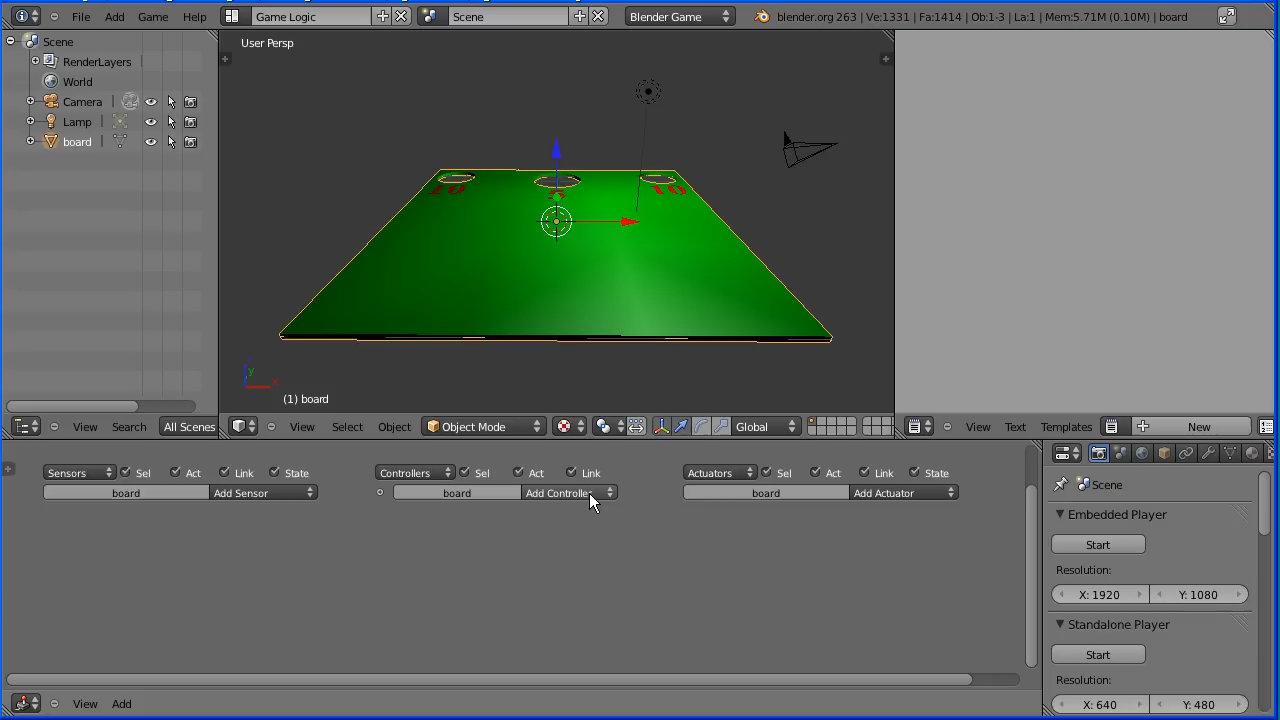 File Add Game Help Game Logic Scene Blender Game blender.org 263 | Ve:1331 | Fa:1414 | Ob:1-3 | La:1 | Mem:5.71M (0.10M) | board
Scene
RenderLayers
World
Camera
Lamp
board
User Persp
10 10
y x
(1) board
View Search All Scenes
View Select Object Object Mode Global
View Text Templates New
Sensors Sel Act Link State
board Add Sensor
Controllers Sel Act Link
board Add Controller
Actuators Sel Act Link State
board Add Actuator
View Add
Scene
Embedded Player
Start
Resolution:
X: 1920 Y: 1080
Standalone Player
Start
Resolution:
X: 640 Y: 480